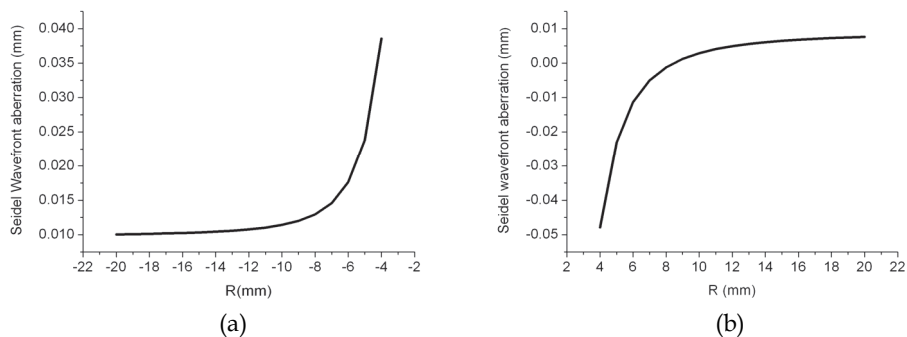 Seidel Wavefront aberration (mm)
0.040
0.035
0.030
0.025
0.020
0.015
0.010
-22 -20 -18 -16 -14 -12 -10 -8 -6 -4 -2
R(mm)
(a)
Seidel wavefront aberration (mm)
0.01
0.00
-0.01
-0.02
-0.03
-0.04
-0.05
2 4 6 8 10 12 14 16 18 20 22
R (mm)
(b)